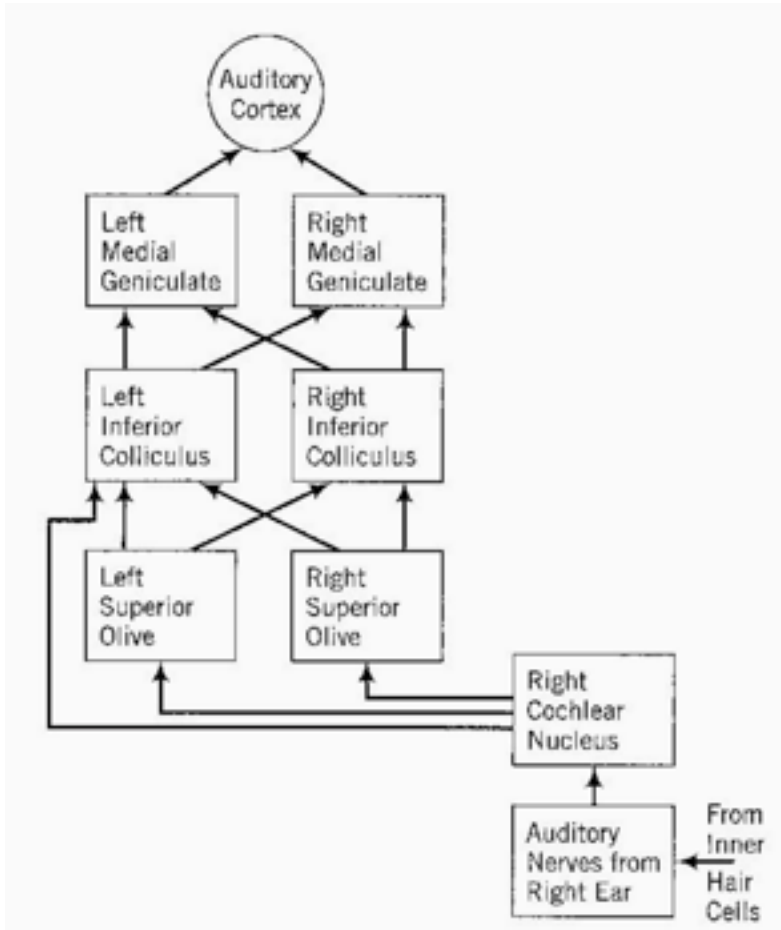 Auditory
Cortex
Left
Medial
Geniculate
Right
Medial
Geniculate
Left
Inferior
Colliculus
Right
Inferior
Colliculus
Left
Superior
Olive
Right
Superior
Olive
Right
Cochlear
Nucleus
Auditory
Nerves from
Right Ear
From
Inner
Hair
Cells